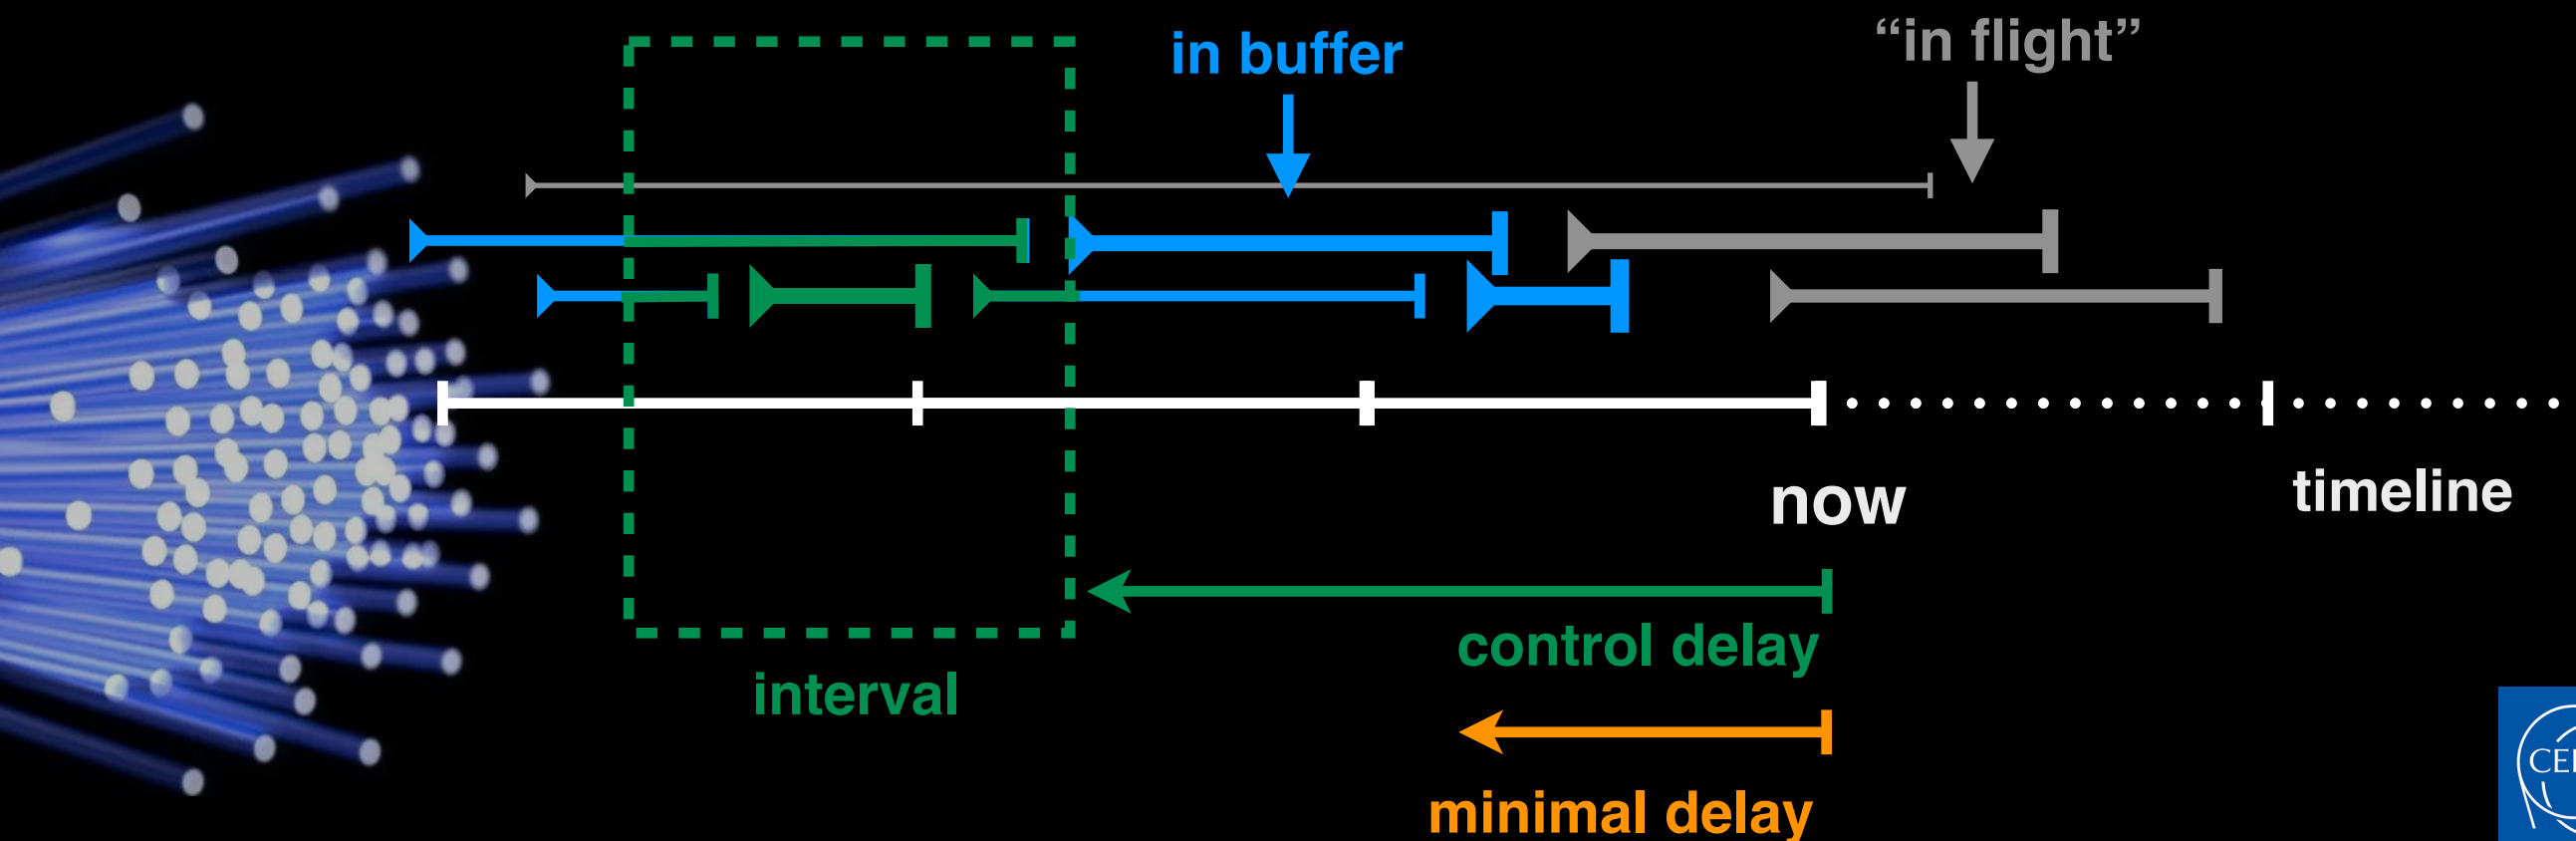 in buffer
“in flight”
now
timeline
control delay
interval
minimal delay